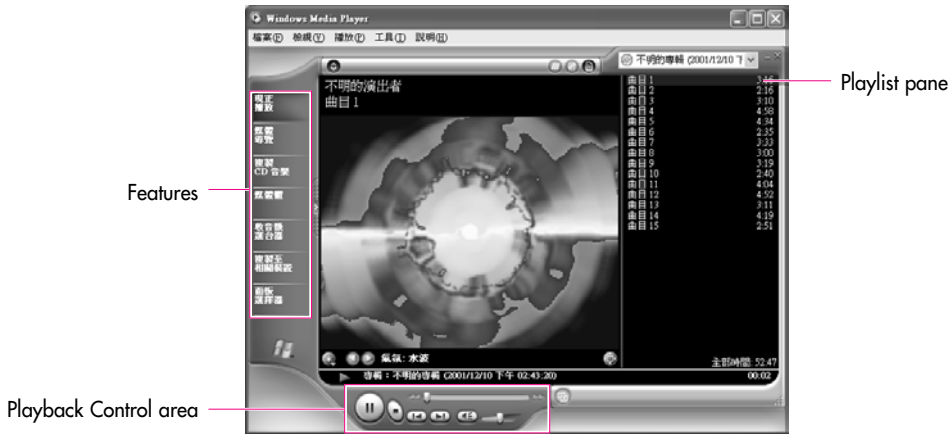 Windows Media Player
檔案(F) 檢視(V) 播放(P) 工具(T) 說明(H)
不明的專輯 (2001/12/10 下
不明的演出者
曲目 1
現正
播放
媒體
導覽
複製
CD 音樂
媒體櫃
收音機
選台器
複製至
相關裝置
面板
選擇器
曲目 1 3:16
曲目 2 2:16
曲目 3 3:10
曲目 4 4:58
曲目 5 4:34
曲目 6 2:35
曲目 7 3:33
曲目 8 3:00
曲目 9 3:19
曲目 10 2:40
曲目 11 4:04
曲目 12 4:52
曲目 13 3:11
曲目 14 4:19
曲目 15 2:51
Playlist pane
Features
氣氛: 水波
全部時間: 52:47
專輯：不明的專輯 (2001/12/10 下午 02:43:20)
00:02
Playback Control area